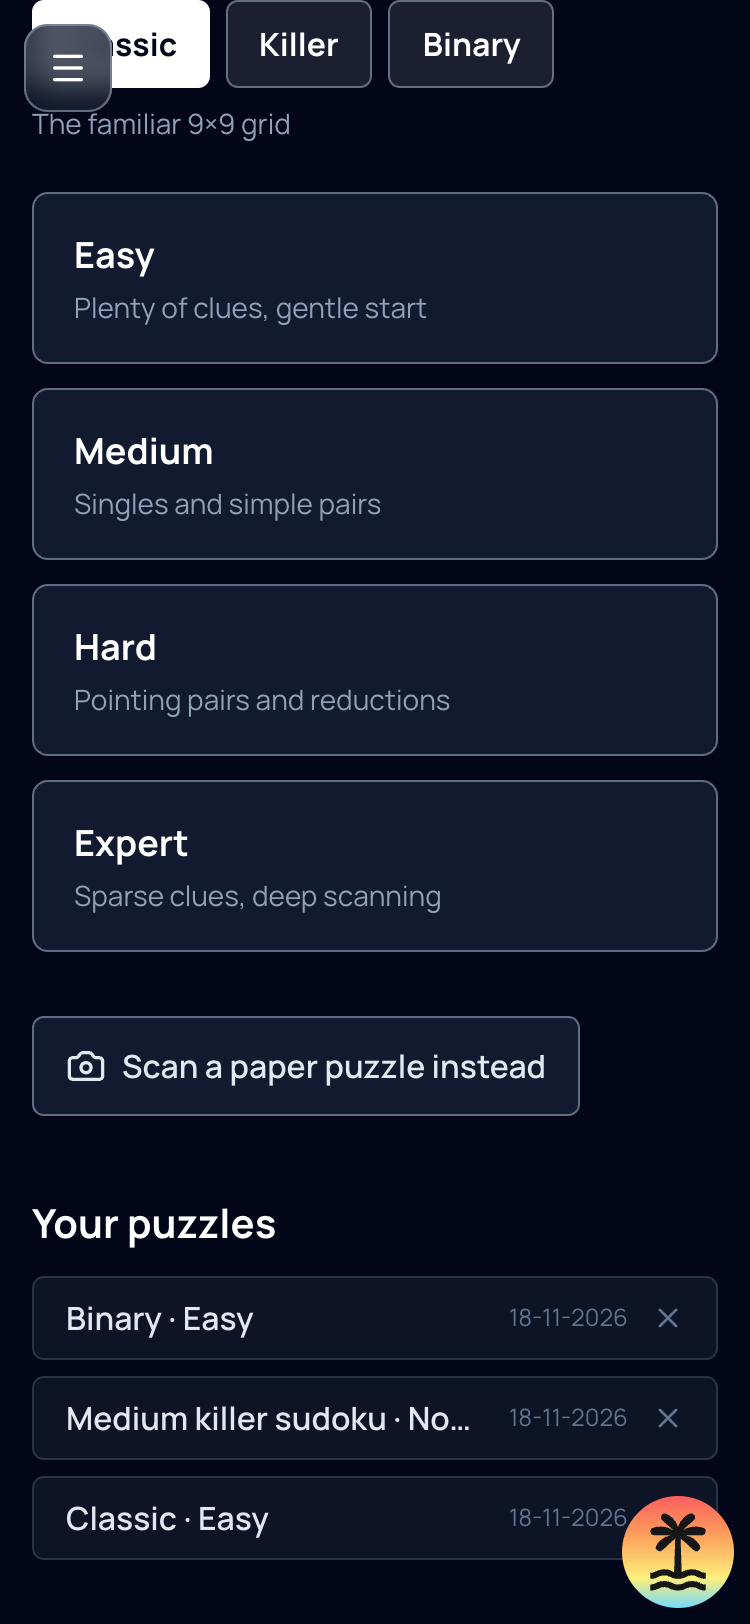 ssic
Killer
Binary
The familiar 9×9 grid
Easy
Plenty of clues, gentle start
Medium
Singles and simple pairs
Hard
Pointing pairs and reductions
Expert
Sparse clues, deep scanning
Scan a paper puzzle instead
Your puzzles
Binary · Easy 18-11-2026
Medium killer sudoku · No... 18-11-2026
Classic · Easy 18-11-2026